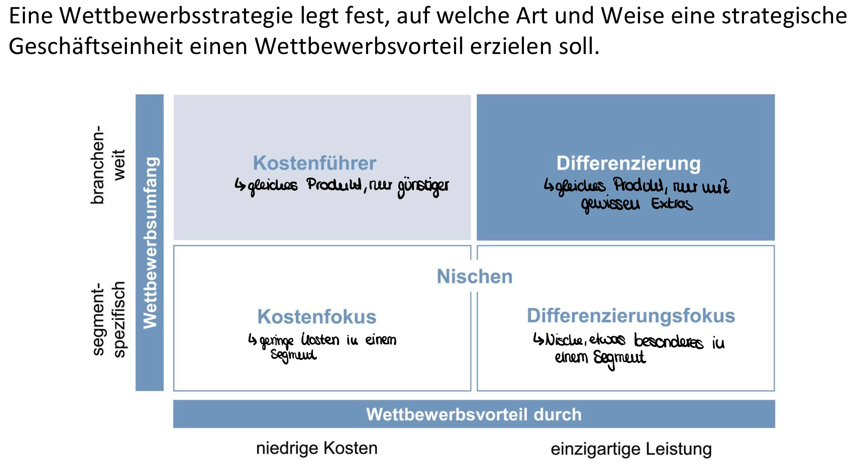 Eine Wettbewerbsstrategie legt fest, auf welche Art und Weise eine strategische
Geschäftseinheit einen Wettbewerbsvorteil erzielen soll.
branchen-
weit
Wettbewerbsumfang
segment-
spezifisch
Kostenführer
↳ gleiches Produkt, nur günstiger
Differenzierung
↳ gleiches Produkt, nur mit
gewissen Extras
Nischen
Kostenfokus
↳ geringe Kosten in einem
Segment
Differenzierungsfokus
↳ Nische, etwas besonderes in
einem Segment
Wettbewerbsvorteil durch
niedrige Kosten
einzigartige Leistung